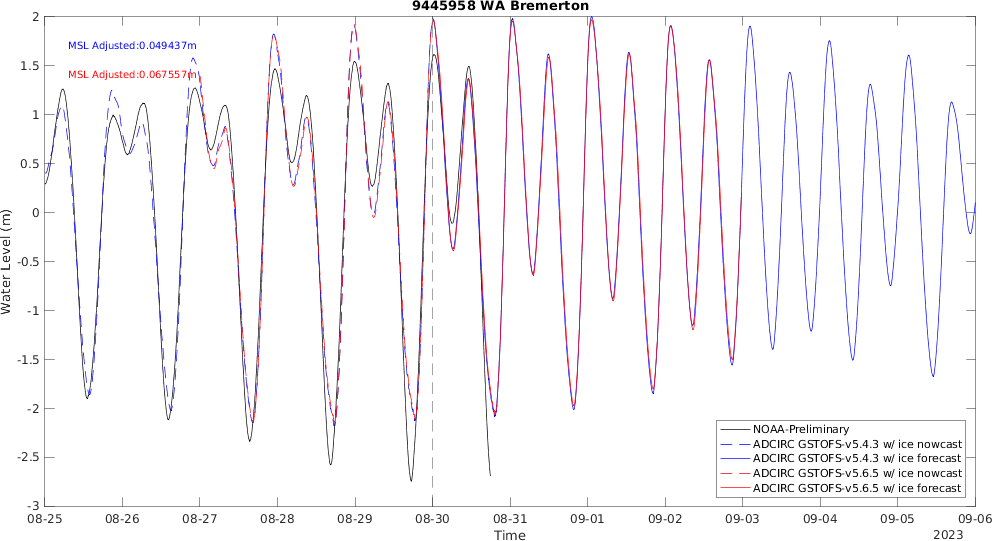 9445958 WA Bremerton
MSL Adjusted:0.049437m
MSL Adjusted:0.067557m
Water Level (m)
2
1.5
1
0.5
0
-0.5
-1
-1.5
-2
-2.5
-3
NOAA-Preliminary
ADCIRC GSTOFS-v5.4.3 w/ ice nowcast
ADCIRC GSTOFS-v5.4.3 w/ ice forecast
ADCIRC GSTOFS-v5.6.5 w/ ice nowcast
ADCIRC GSTOFS-v5.6.5 w/ ice forecast
08-25 08-26 08-27 08-28 08-29 08-30 08-31 09-01 09-02 09-03 09-04 09-05 09-06
Time
2023